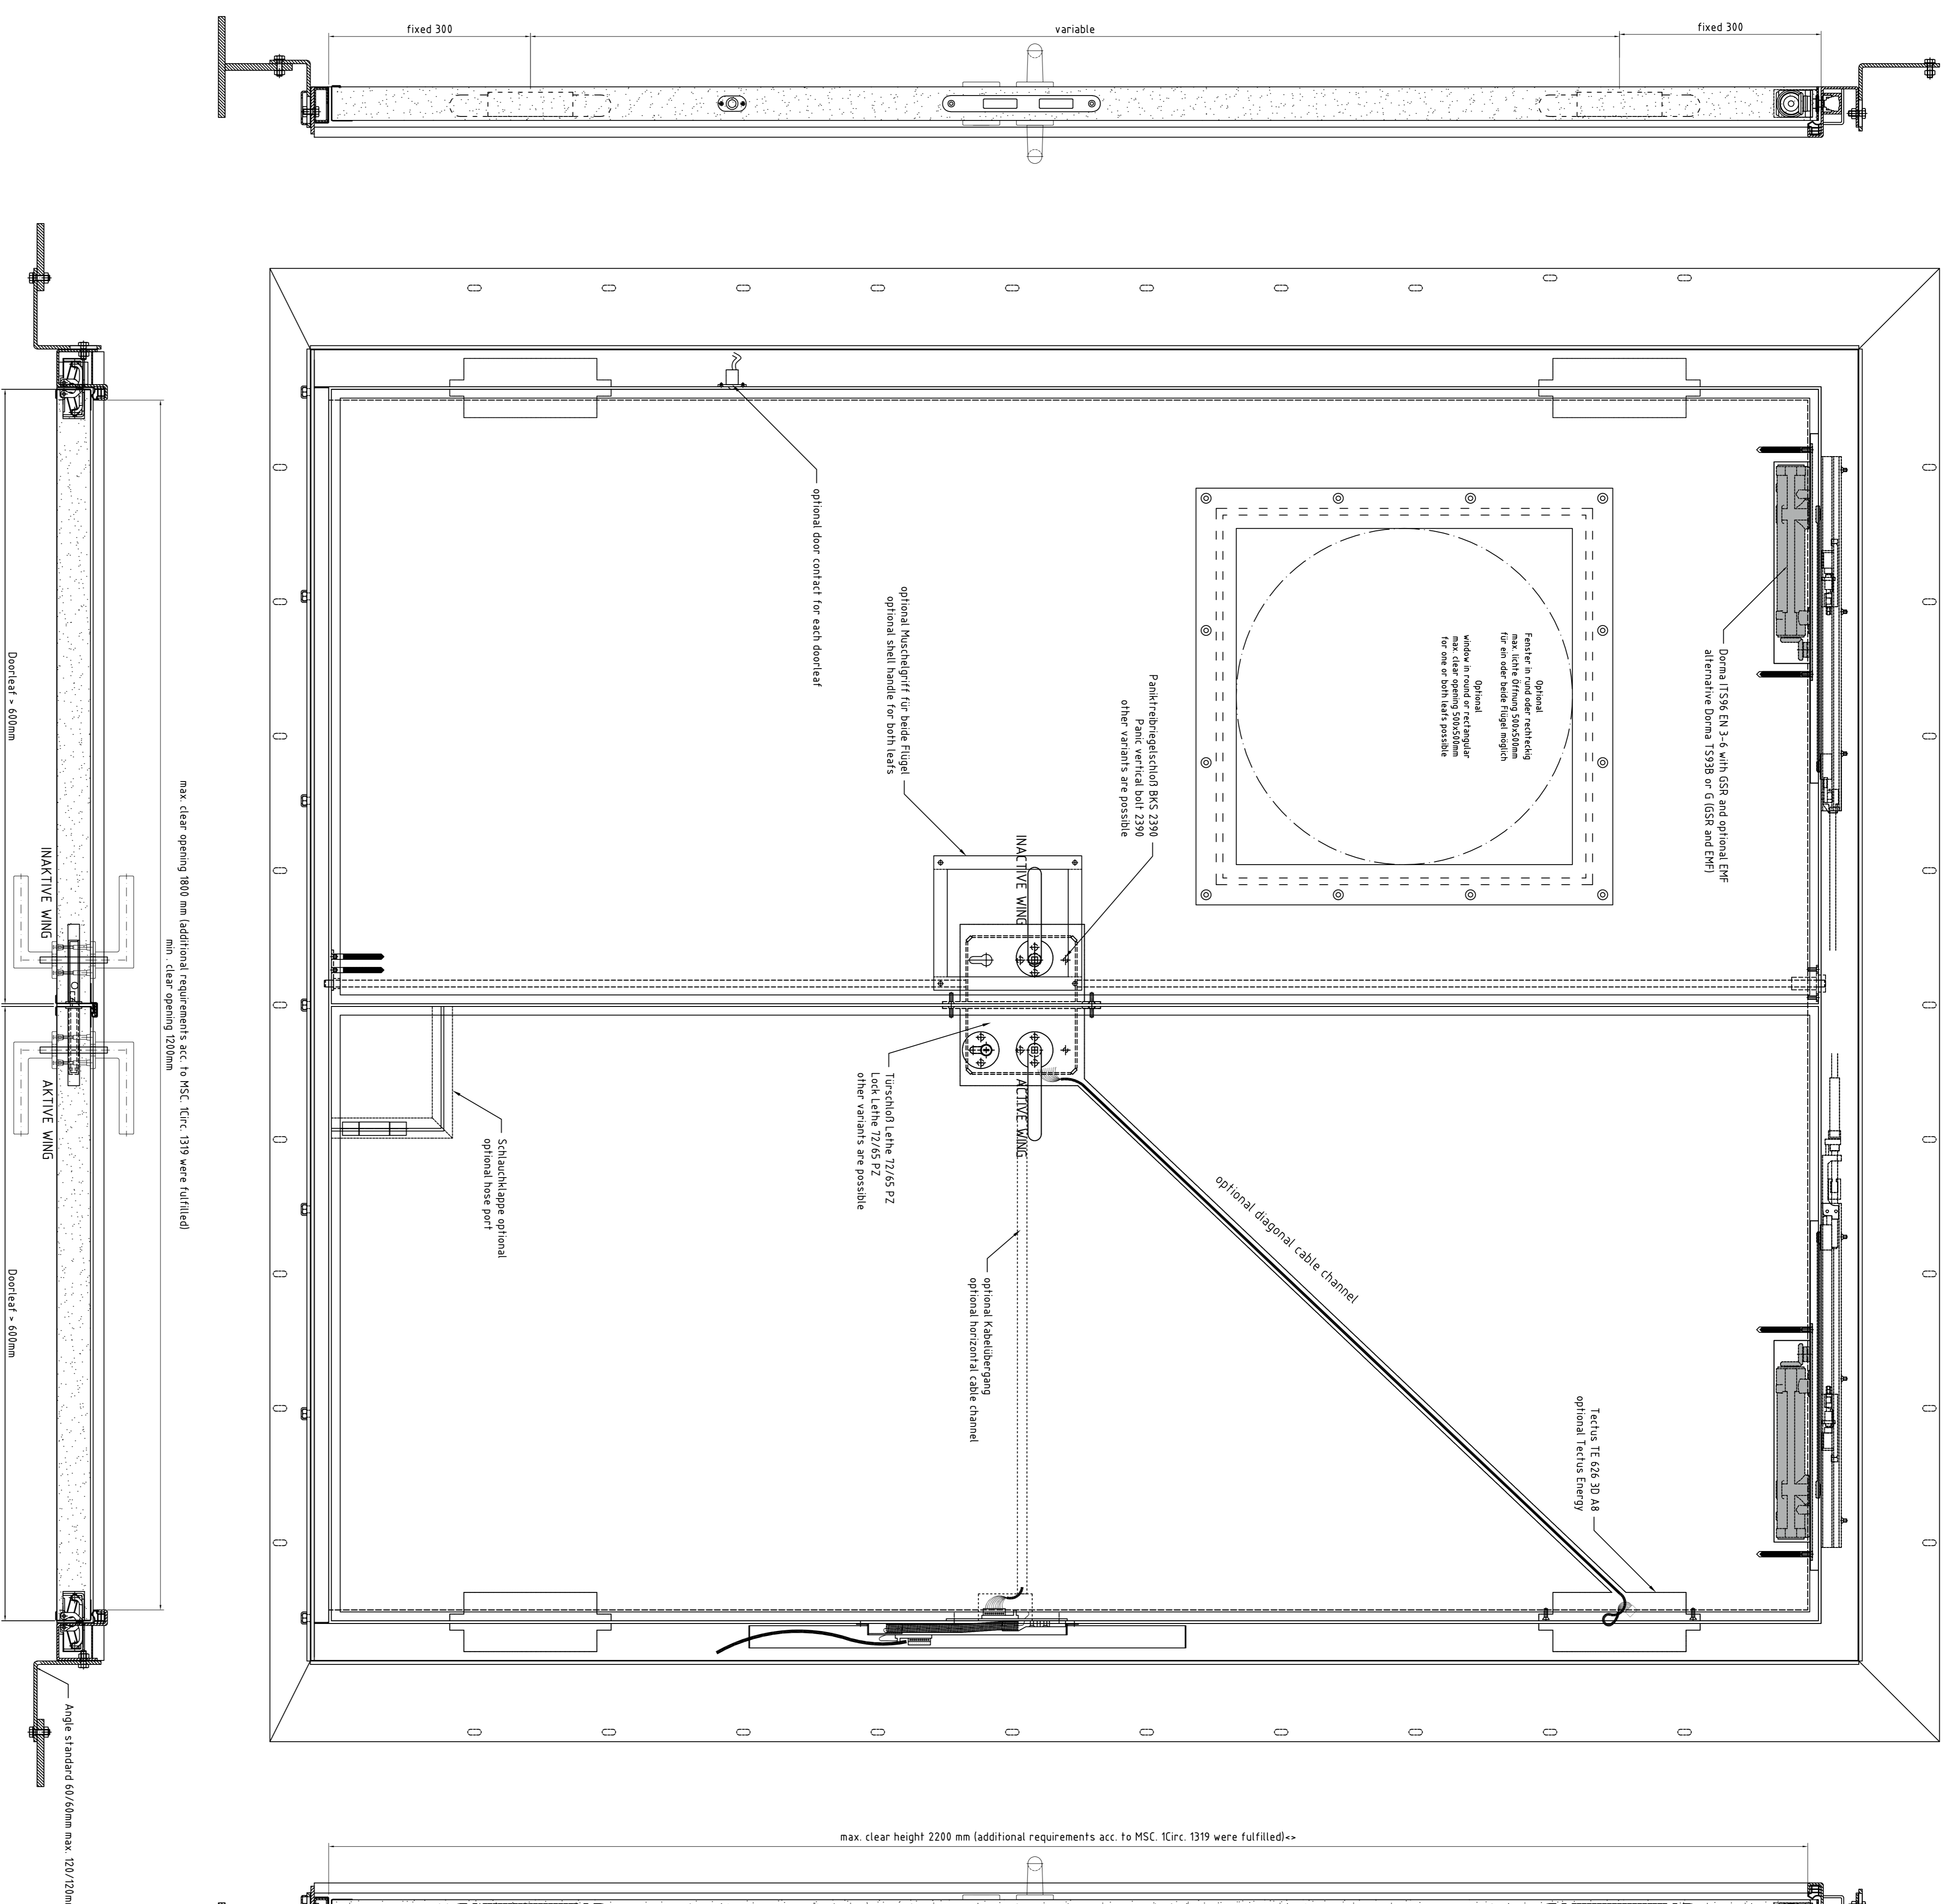 fixed 300
variable
fixed 300
Dorma ITS96 EN 3-6 with GSR and optional EMF
alternative Dorma TS93B or G (GSR and EMF)
Optional
Fenster in rund oder rechteckig
max. lichte Öffnung 500x500mm
für ein oder beide Flügel möglich
Optional
window in round or rectangular
max. clear opening 500x500mm
for one or both leafs possible
Paniktreibriegelschloß BKS 2390
Panic vertical bolt 2390
other variants are possible
optional Muschelgriff für beide Flügel
optional shell handle for both leafs
optional door contact for each doorleaf
INACTIVE WING
ACTIVE WING
Türschloß Lethe 72/65 PZ
Lock Lethe 72/65 PZ
other variants are possible
Schlauchklappe optional
optional hose port
optional diagonal cable channel
optional Kabelübergang
optional horizontal cable channel
Tectus TE 626 3D A8
optional Tectus Energy
max. clear opening 1800 mm (additional requirements acc. to MSC. 1Circ. 1319 were fulfilled)
min . clear opening 1200mm
INAKTIVE WING
AKTIVE WING
Doorleaf > 600mm
Doorleaf > 600mm
Angle standard 60/60mm max. 120/120m
max. clear height 2200 mm (additional requirements acc. to MSC. 1Circ. 1319 were fulfilled)<>